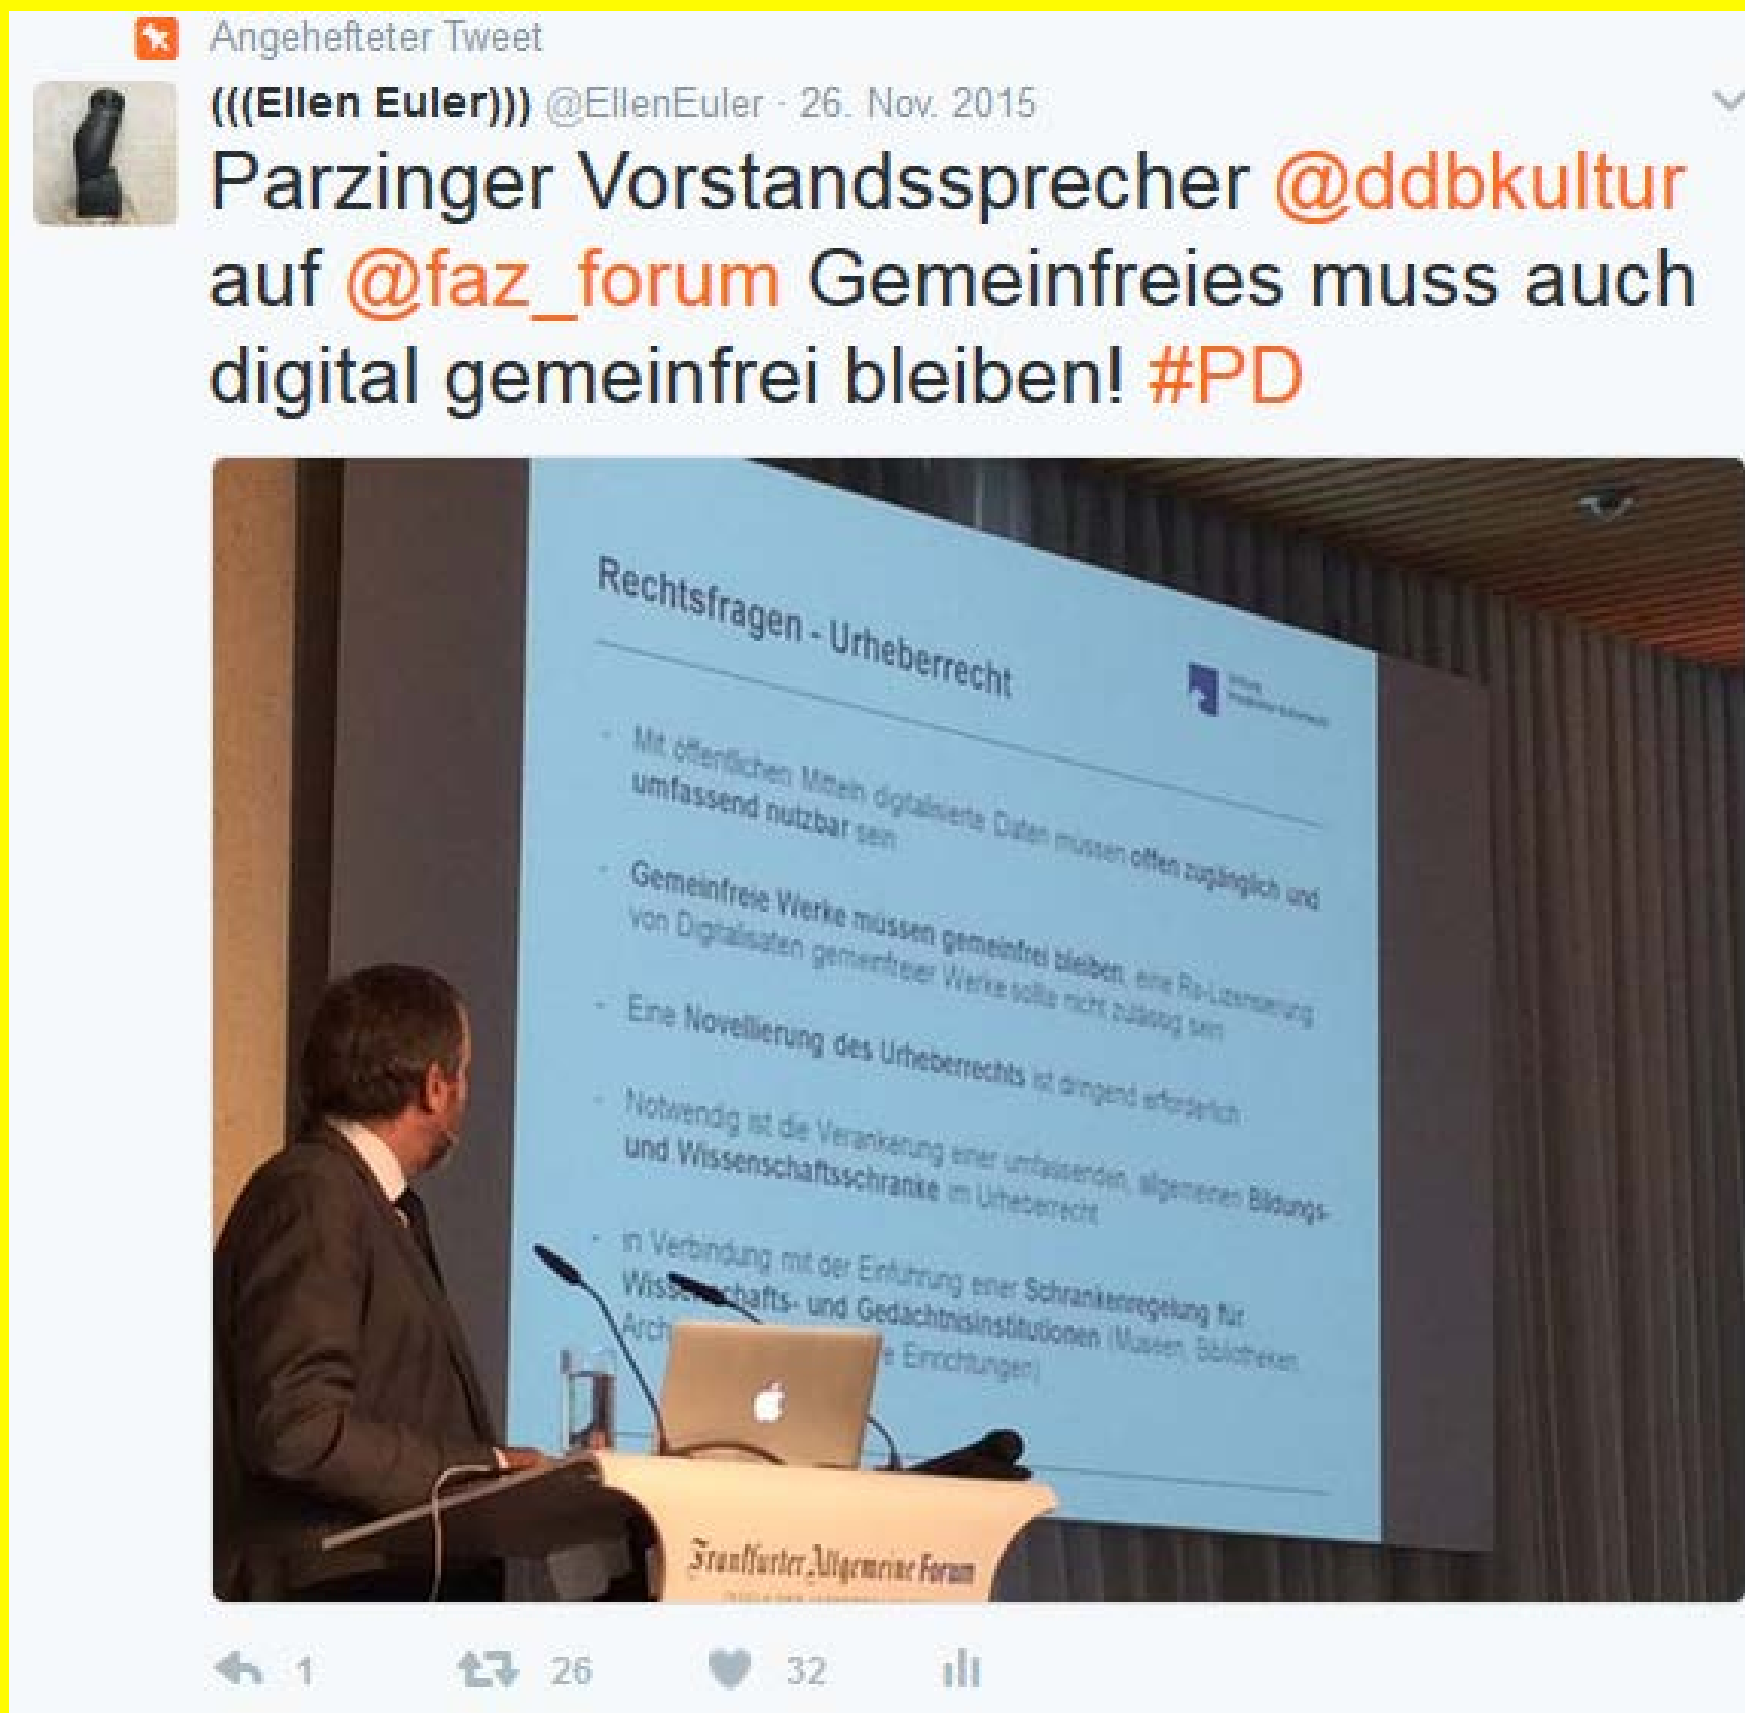 Angehefteter Tweet
(((Ellen Euler))) @EllenEuler · 26. Nov. 2015
Parzinger Vorstandssprecher @ddbkultur
auf @faz_forum Gemeinfreies muss auch
digital gemeinfrei bleiben! #PD
Rechtsfragen - Urheberrecht
- Mit öffentlichen Mitteln digitalisierte Daten müssen offen zugänglich und
umfassend nutzbar sein
- Gemeinfreie Werke müssen gemeinfrei bleiben, eine Re-Lizensierung
von Digitalisaten gemeinfreier Werke sollte nicht zulässig sein
- Eine Novellierung des Urheberrechts ist dringend erforderlich
- Notwendig ist die Verankerung einer umfassenden, allgemeinen Bildungs-
und Wissenschaftsschranke im Urheberrecht
- in Verbindung mit der Einführung einer Schrankenregelung für
Wiss chafts- und Gedächtnisinstitutionen (Museen, Bibliotheken
Arch e Einrichtungen)
Frankfurter Allgemeine Forum
1 26 32